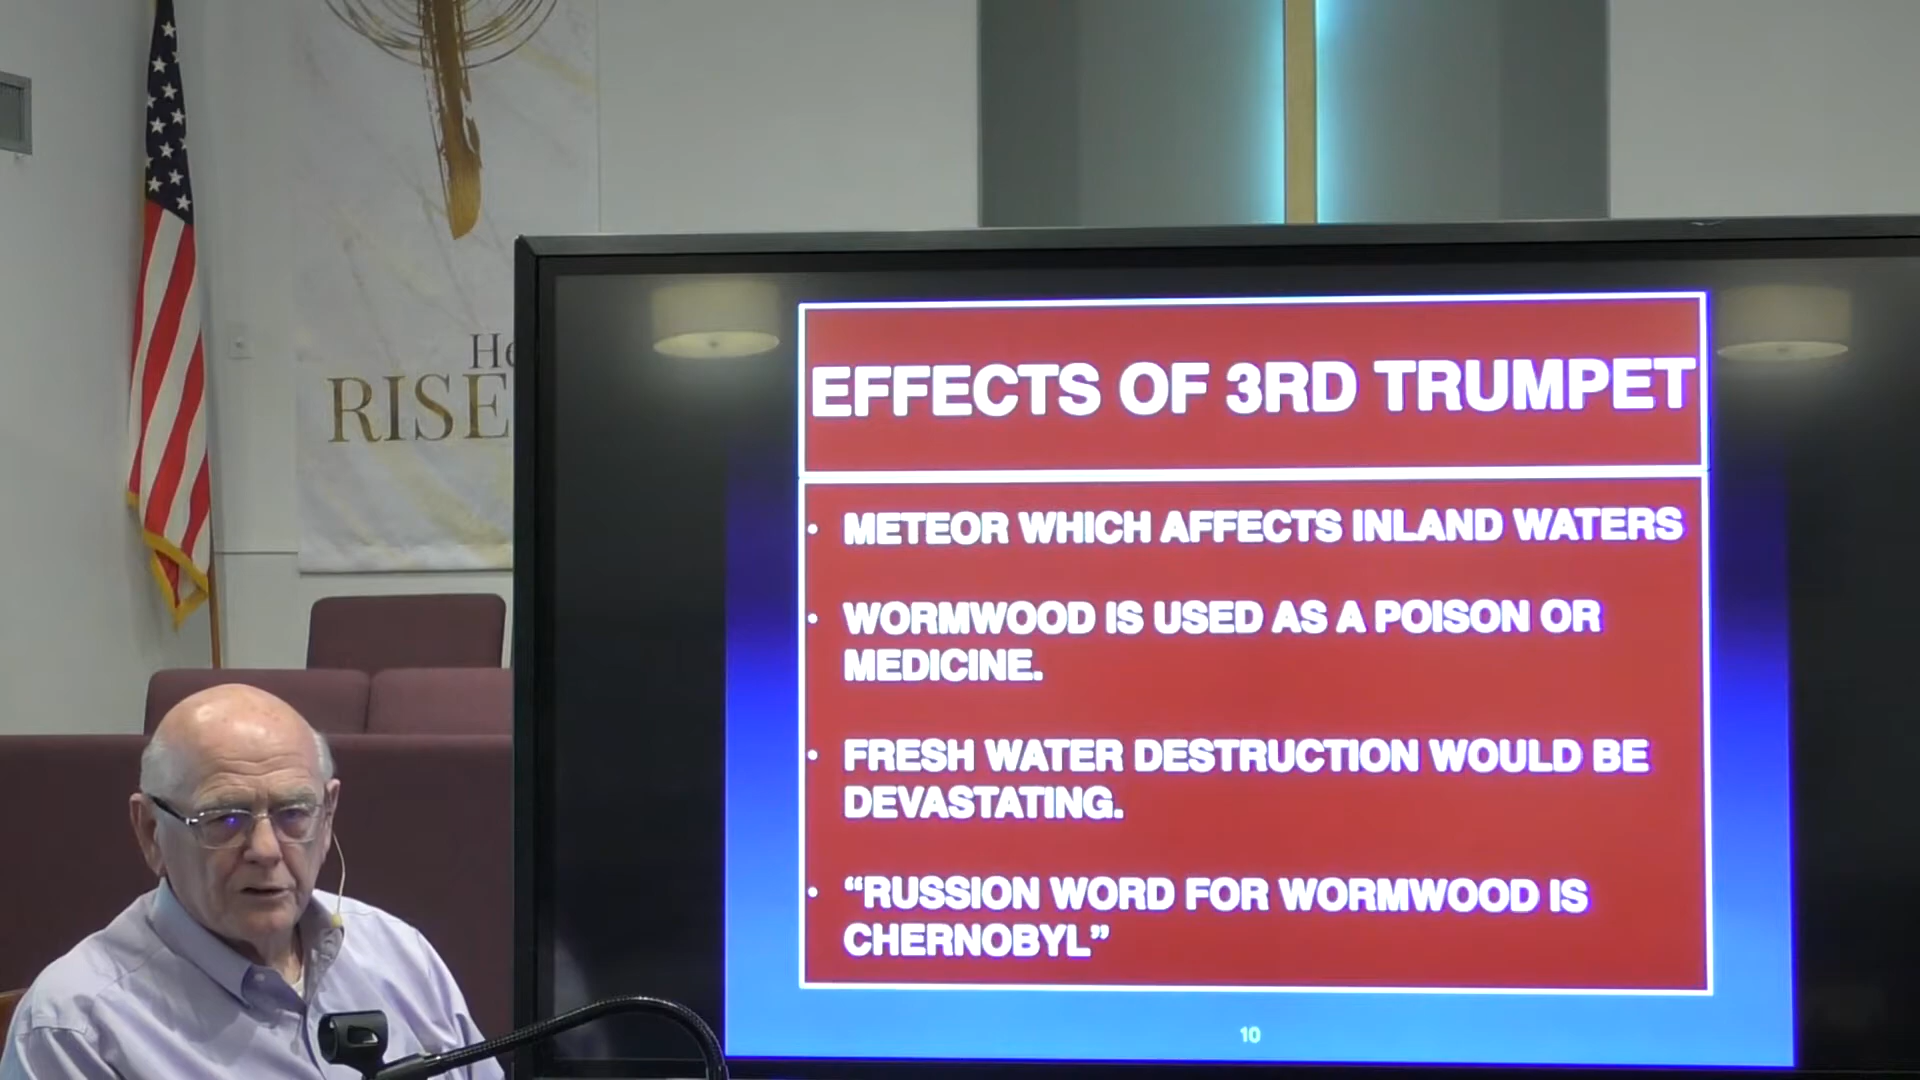 He
RISE
EFFECTS OF 3RD TRUMPET
• METEOR WHICH AFFECTS INLAND WATERS
• WORMWOOD IS USED AS A POISON OR
MEDICINE.
• FRESH WATER DESTRUCTION WOULD BE
DEVASTATING.
• “RUSSION WORD FOR WORMWOOD IS
CHERNOBYL”
10